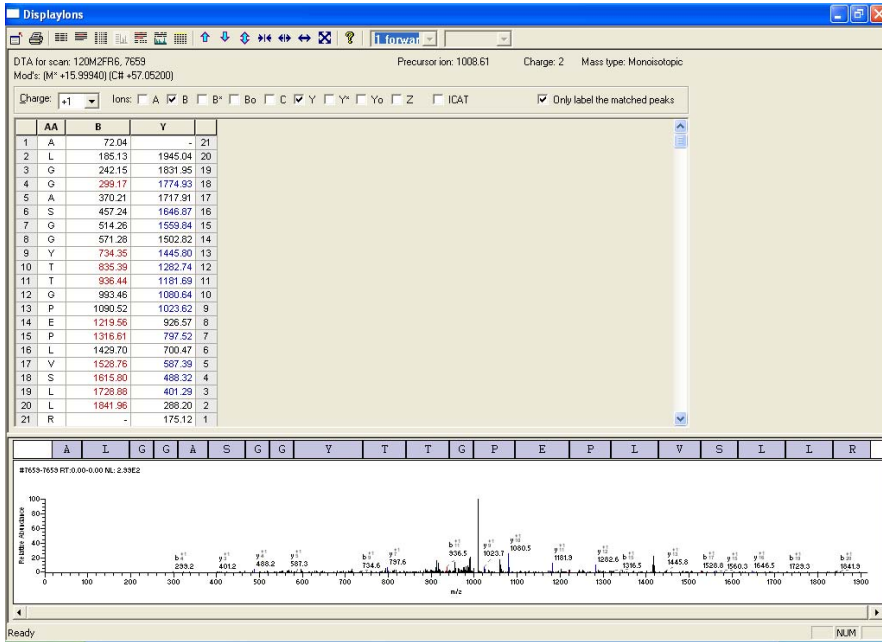 DisplayIons
1 forwar
DTA for scan: 120M2FR6, 7659 Precursor ion: 1008.61 Charge: 2 Mass type: Monoisotopic
Mod's: (M* +15.99940) (C# +57.05200)
Charge: +1 Ions: A B B* Bo C Y Y* Yo Z ICAT Only label the matched peaks
AA B Y
1 A 72.04 - 21
2 L 185.13 1945.04 20
3 G 242.15 1831.95 19
4 G 299.17 1774.93 18
5 A 370.21 1717.91 17
6 S 457.24 1646.87 16
7 G 514.26 1559.84 15
8 G 571.28 1502.82 14
9 Y 734.35 1445.80 13
10 T 835.39 1282.74 12
11 T 936.44 1181.69 11
12 G 993.46 1080.64 10
13 P 1090.52 1023.62 9
14 E 1219.56 926.57 8
15 P 1316.61 797.52 7
16 L 1429.70 700.47 6
17 V 1528.76 587.39 5
18 S 1615.80 488.32 4
19 L 1728.88 401.29 3
20 L 1841.96 288.20 2
21 R - 175.12 1
A L G G A S G G Y T T G P E P L V S L L R
#7659-7659 RT:0.00-0.00 NL: 2.99E2
Relative Abundance
100
80
60
40
20
0
299.2 401.2 488.2 587.3 734.6 797.6 936.5 1023.7 1080.5 1181.9 1282.6 1316.5 1445.8 1528.8 1560.3 1646.5 1729.3 1841.9
0 100 200 300 400 500 600 700 800 900 1000 1100 1200 1300 1400 1500 1600 1700 1800 1900
m/z
Ready NUM